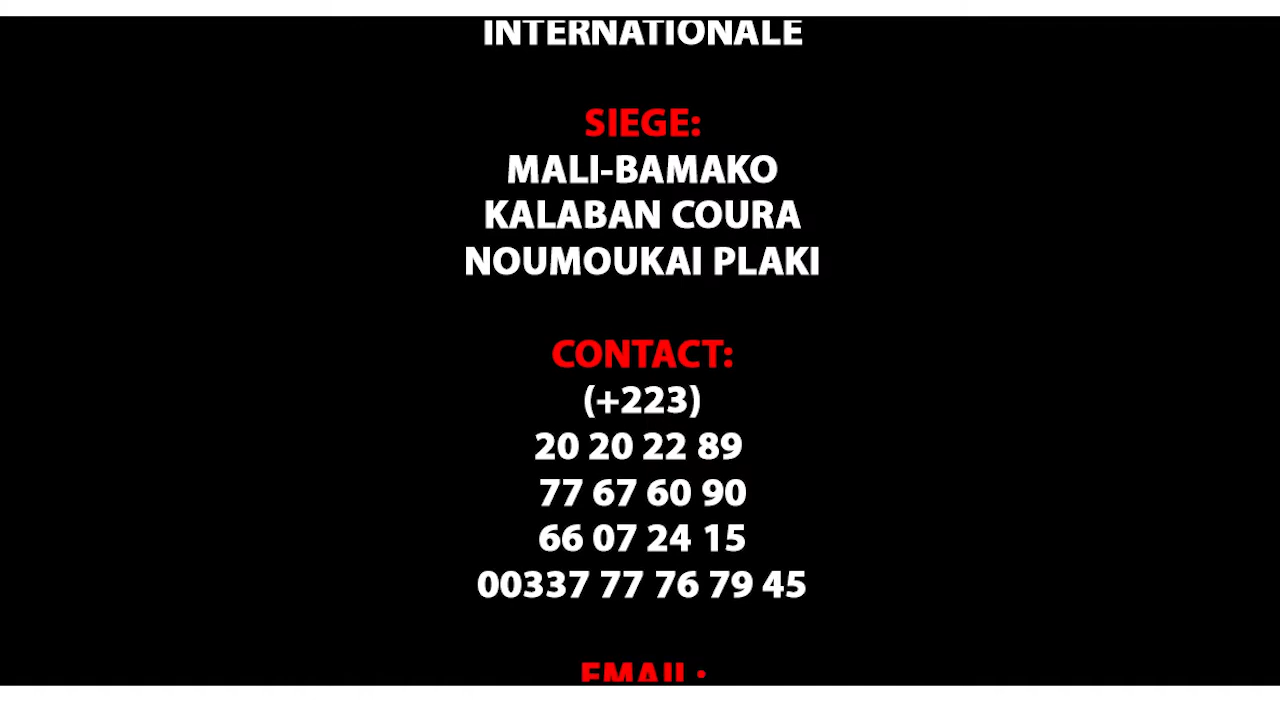 INTERNATIONALE
SIEGE:
MALI-BAMAKO
KALABAN COURA
NOUMOUKAI PLAKI
CONTACT:
(+223)
20 20 22 89
77 67 60 90
66 07 24 15
00337 77 76 79 45
EMAIL: